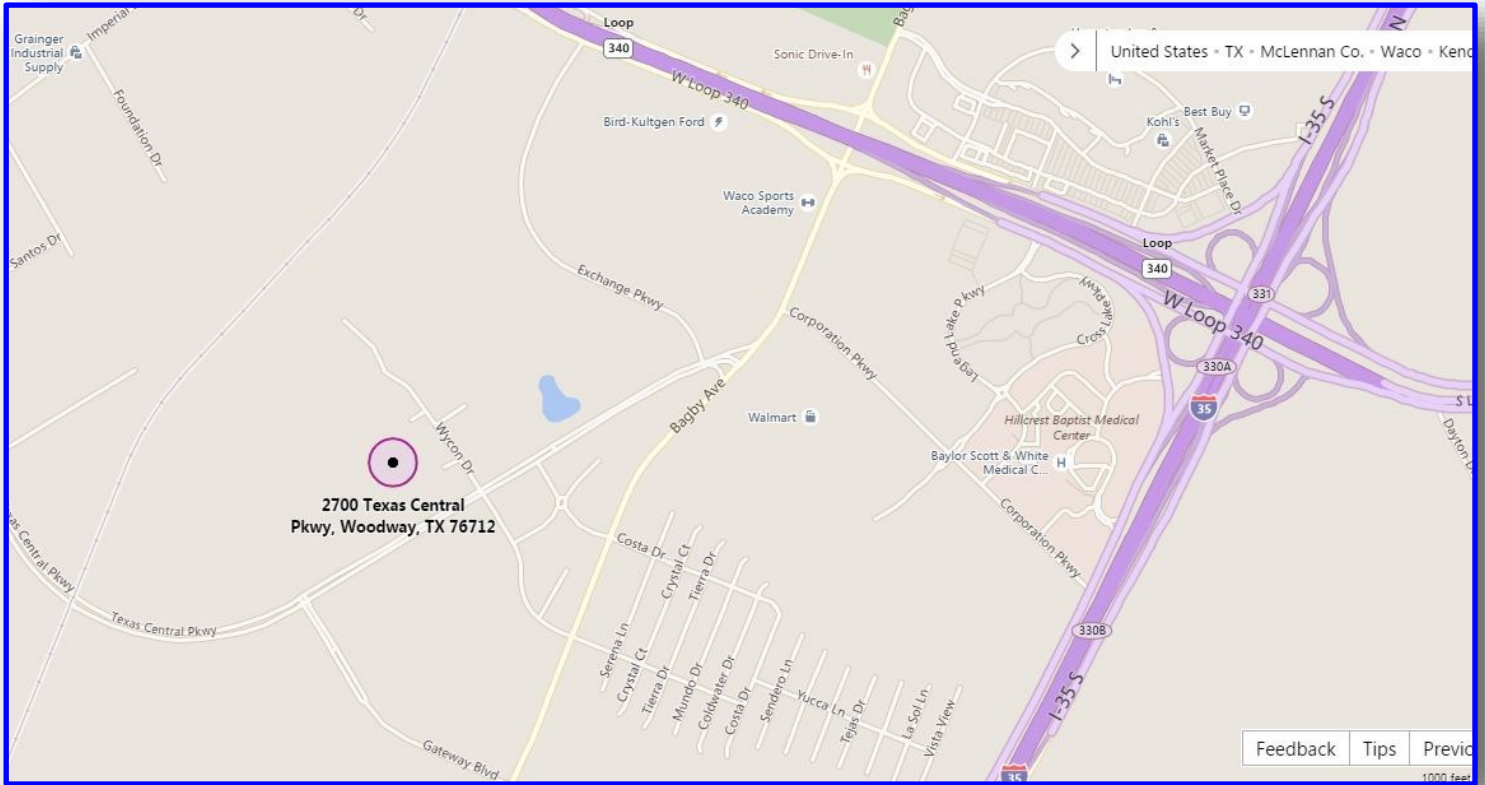 Grainger
Industrial
Supply
Imperial
Dr
Foundation Dr
Santos Dr
Loop
340
W Loop 340
Sonic Drive-In
Bird-Kultgen Ford
Waco Sports
Academy
United States • TX • McLennan Co. • Waco •
Best Buy
Kohl's
Market Place Dr
I-35 S
N
Loop
340
W Loop 340
331
330A
35
Exchange Pkwy
Corporation Pkwy
Legend Lake Pkwy
Cross Lake Pkwy
Bagby Ave
Walmart
Hillcrest Baptist Medical
Center
Baylor Scott & White
Medical C...
Dayton D
Wycon Dr
2700 Texas Central
Pkwy, Woodway, TX 76712
Central Pkwy
Texas Central Pkwy
Corporation Pkwy
Costa Dr
Crystal Ct
Tierra Dr
Serena Ln
Crystal Ct
Tierra Dr
Mundo Dr
Coldwater Dr
Costa Dr
Sendero Ln
Yucca Ln
Tejas Dr
La Sol Ln
Vista View
330B
I-35 S
35
Gateway Blvd
Feedback
Tips
Previc
1000 feet